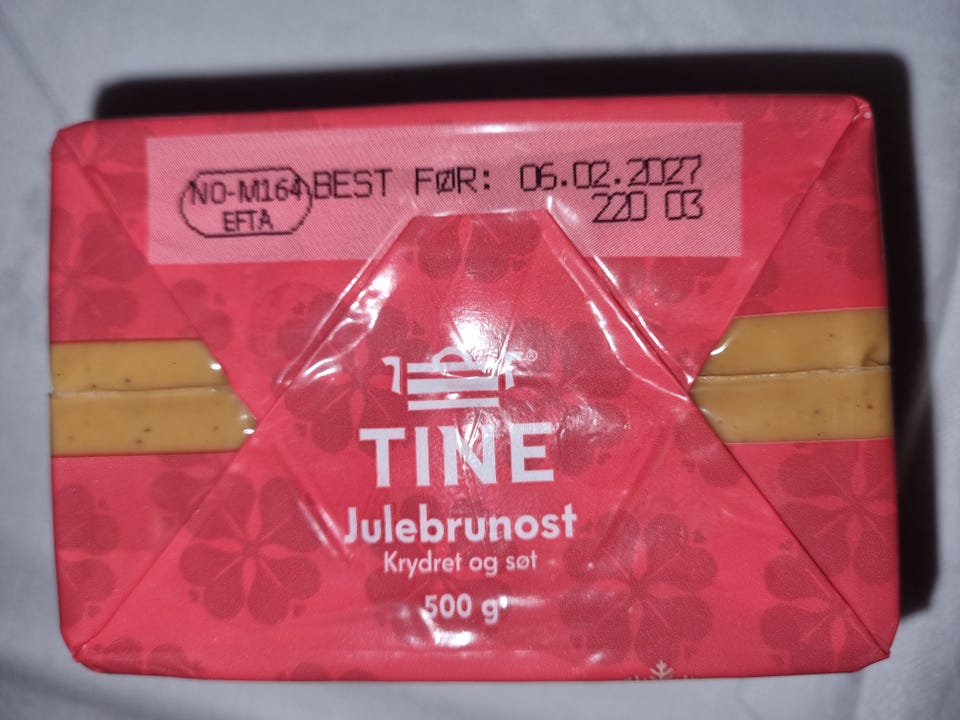 NO-M164 BEST FØR: 06.02.2027
EFTA 220 03
TINE
Julebrunost
Krydret og søt
500 g